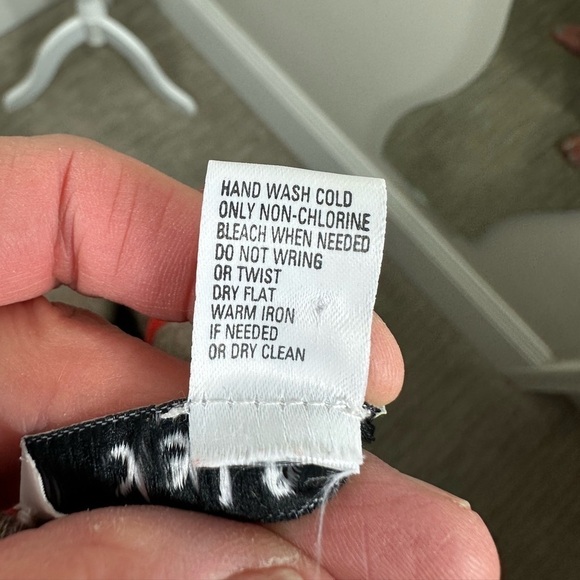 HAND WASH COLD
ONLY NON-CHLORINE
BLEACH WHEN NEEDED
DO NOT WRING
OR TWIST
DRY FLAT
WARM IRON
IF NEEDED
OR DRY CLEAN